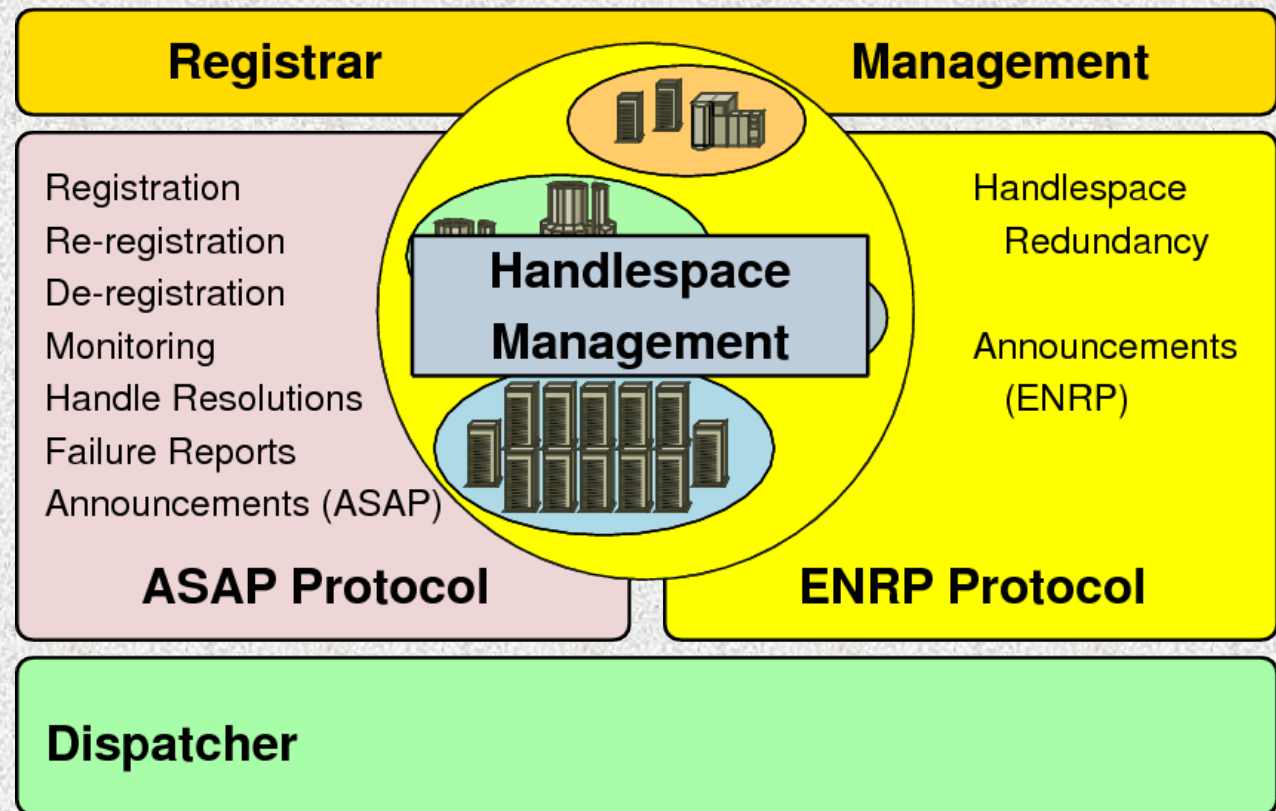 Registrar Management
Registration
Re-registration
De-registration
Monitoring
Handle Resolutions
Failure Reports
Announcements (ASAP)
ASAP Protocol
Handlespace
Management
Handlespace
Redundancy
Announcements
(ENRP)
ENRP Protocol
Dispatcher